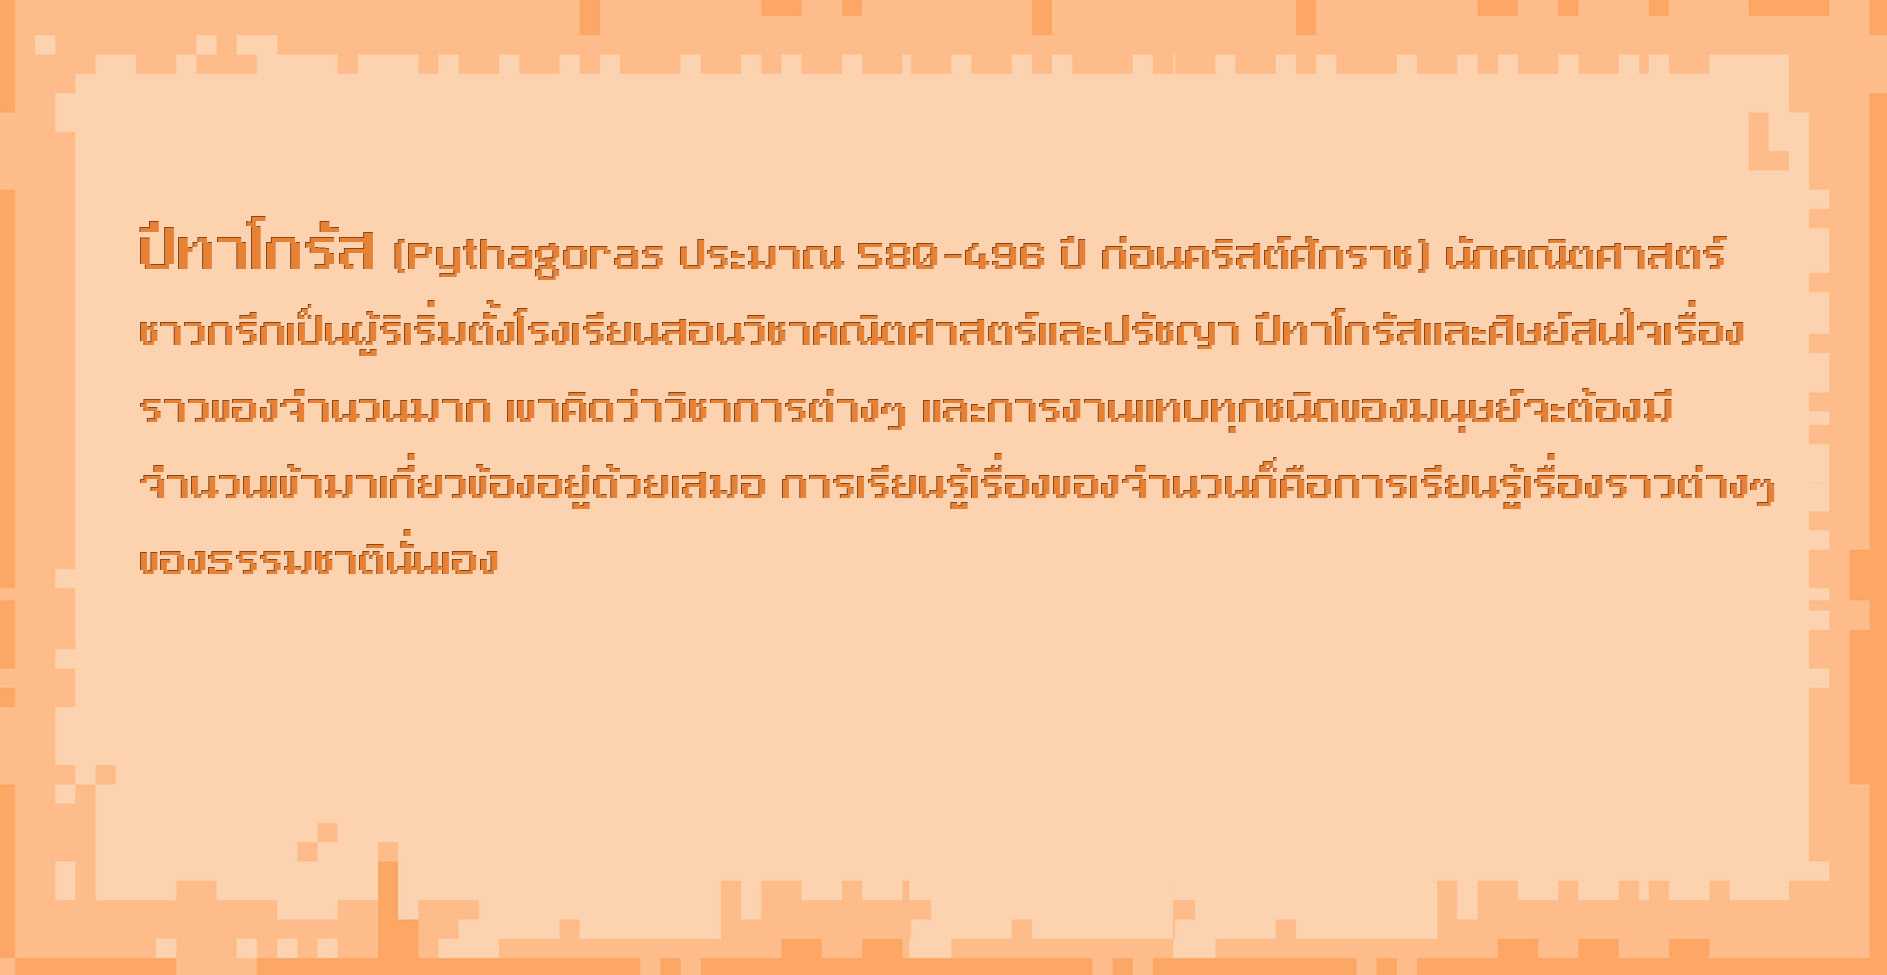 ปีทาโกรัส (Pythagoras ประมาณ 580-496 ปี ก่อนคริสต์ศักราช) นักคณิตศาสตร์
ชาวกรีกเป็นผู้ริเริ่มตั้งโรงเรียนสอนวิชาคณิตศาสตร์และปรัชญา ปีทาโกรัสและศิษย์สนใจเรื่อง
ราวของจำนวนมาก เขาคิดว่าวิชาการต่างๆ และการงานแทบทุกชนิดของมนุษย์จะต้องมี
จำนวนเข้ามาเกี่ยวข้องอยู่ด้วยเสมอ การเรียนรู้เรื่องของจำนวนก็คือการเรียนรู้เรื่องราวต่างๆ
ของธรรมชาตินั่นเอง